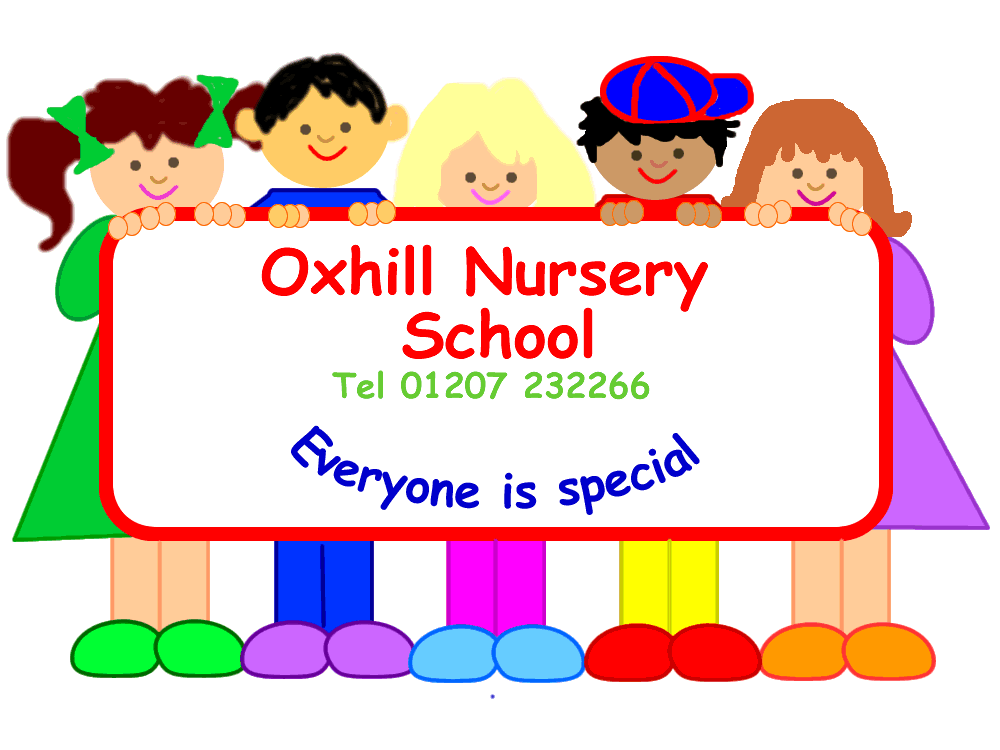 Oxhill Nursery
School
Tel 01207 232266
Everyone is special